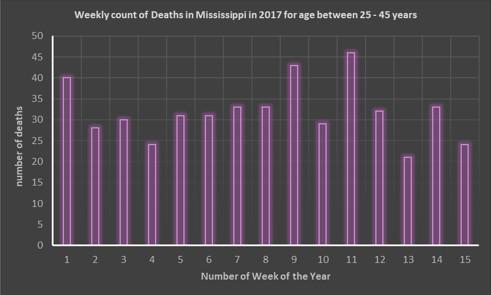 Weekly count of Deaths in Mississippi in 2017 for age between 25 - 45 years
50
45
40
35
30
25
20
15
10
5
0
number of deaths
1 2 3 4 5 6 7 8 9 10 11 12 13 14 15
Number of Week of the Year